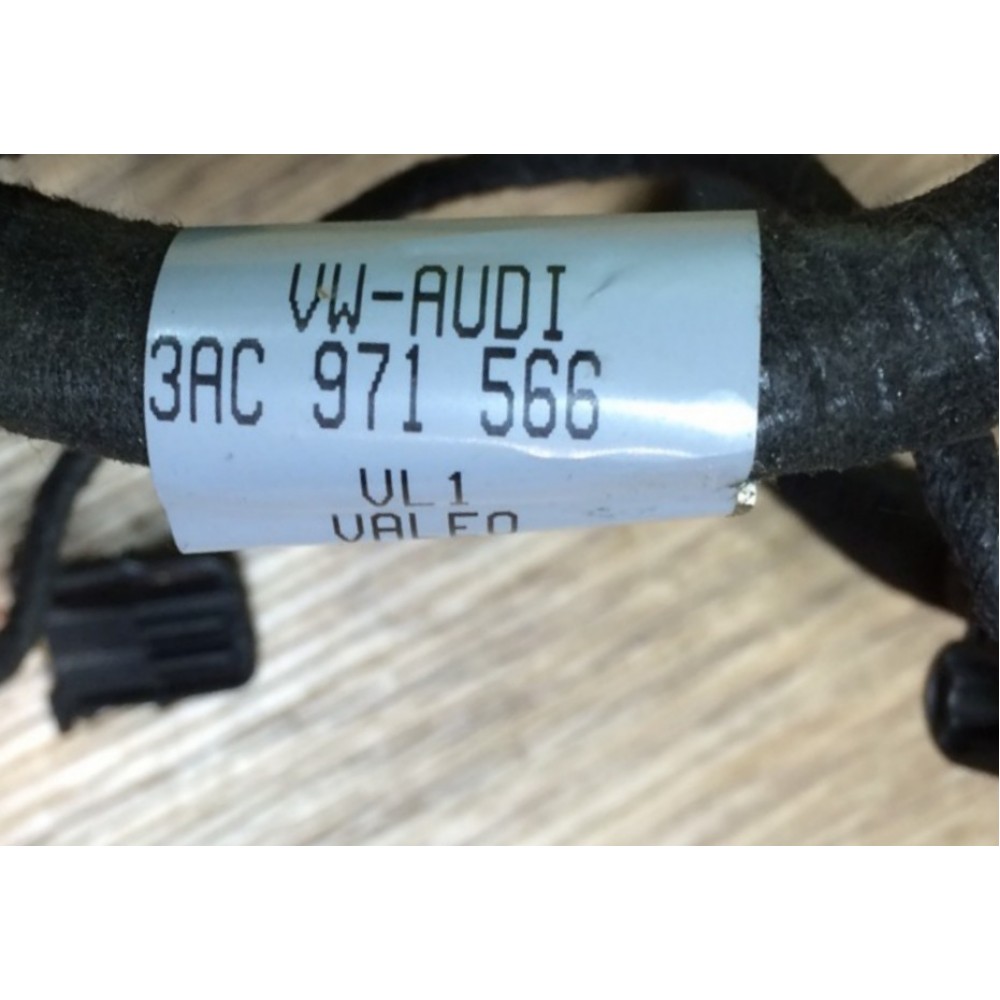 VW-AUDI
3AC 971 566
VL1
VALEO